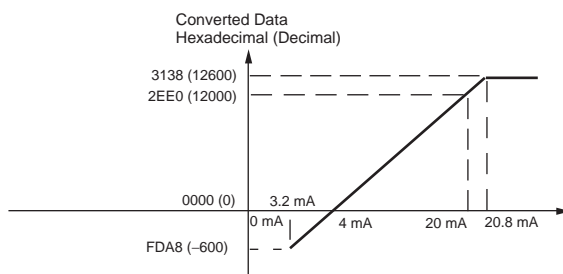 Converted Data
Hexadecimal (Decimal)
3138 (12600)
2EE0 (12000)
0000 (0)
3.2 mA
0 mA
4 mA
20 mA
20.8 mA
FDA8 (–600)